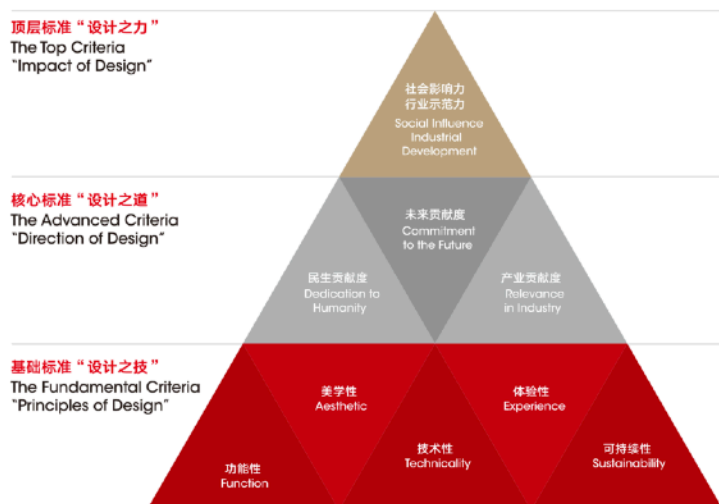 顶层标准“设计之力”
The Top Criteria
"Impact of Design"
社会影响力
行业示范力
Social Influence
Industrial
Development
核心标准“设计之道”
The Advanced Criteria
"Direction of Design"
未来贡献度
Commitment
to the Future
民生贡献度
Dedication to
Humanity
产业贡献度
Relevance
in Industry
基础标准“设计之技”
The Fundamental Criteria
"Principles of Design"
美学性
Aesthetic
体验性
Experience
功能性
Function
技术性
Technicality
可持续性
Sustainability